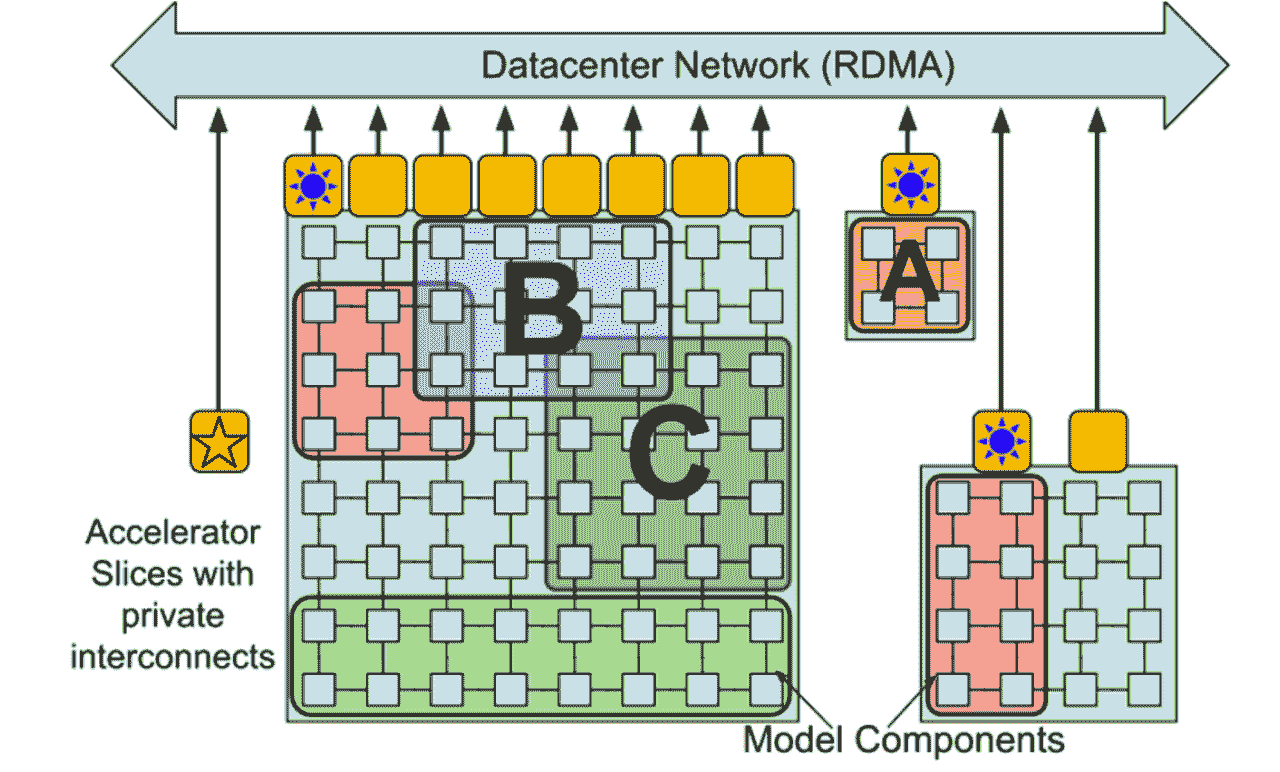 Datacenter Network (RDMA)
B
A
C
Accelerator
Slices with
private
interconnects
Model Components